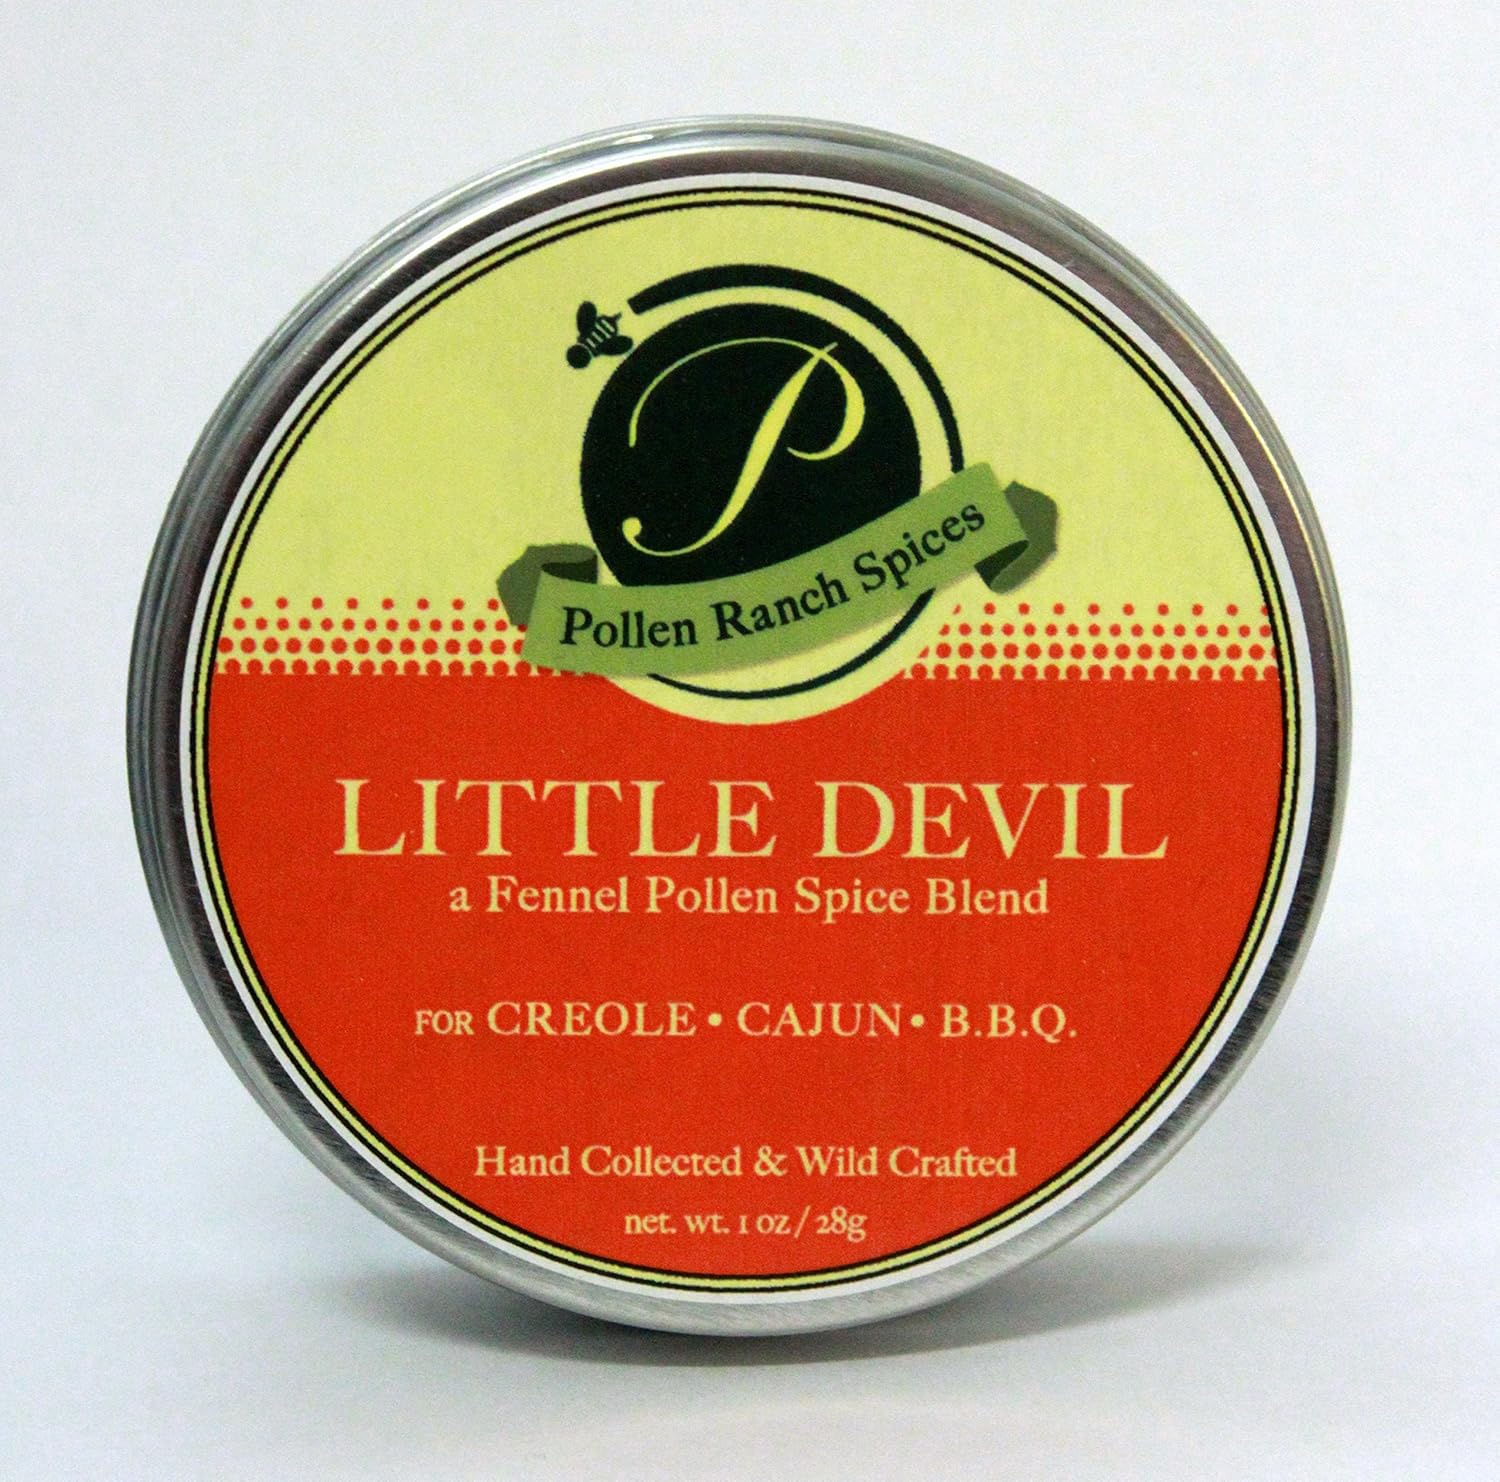 P
Pollen Ranch Spices
LITTLE DEVIL
a Fennel Pollen Spice Blend
FOR CREOLE • CAJUN • B.B.Q.
Hand Collected & Wild Crafted
net. wt. 1 oz / 28g